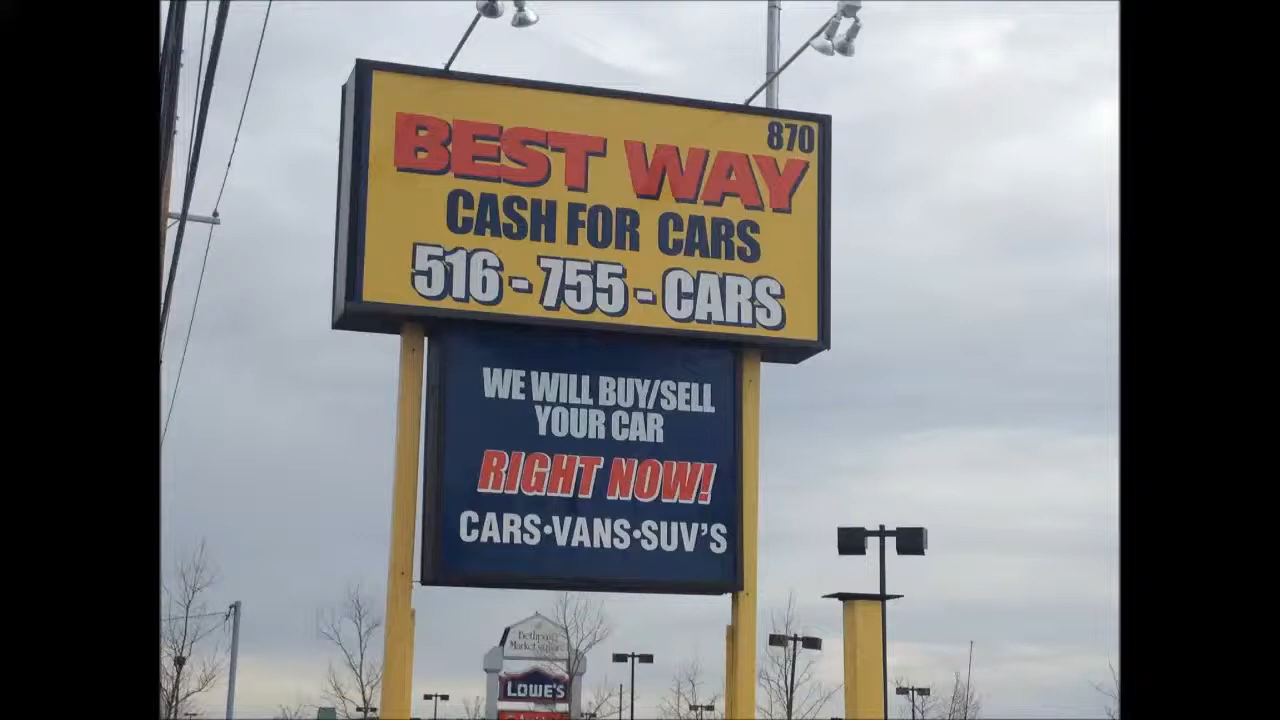 870
BEST WAY
CASH FOR CARS
516-755-CARS
WE WILL BUY/SELL
YOUR CAR
RIGHT NOW!
CARS•VANS•SUV'S
LOWE'S